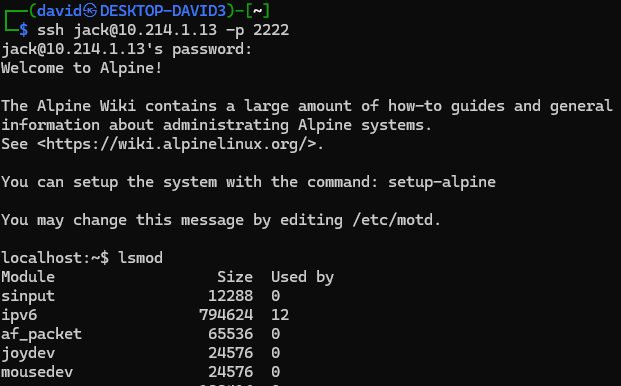 (david㉿DESKTOP-DAVID3)-[~]
$ ssh jack@10.214.1.13 -p 2222
jack@10.214.1.13's password:
Welcome to Alpine!
The Alpine Wiki contains a large amount of how-to guides and general
information about administrating Alpine systems.
See <https://wiki.alpinelinux.org/>.
You can setup the system with the command: setup-alpine
You may change this message by editing /etc/motd.
localhost:~$ lsmod
Module Size Used by
sinput 12288 0
ipv6 794624 12
af_packet 65536 0
joydev 24576 0
mousedev 24576 0